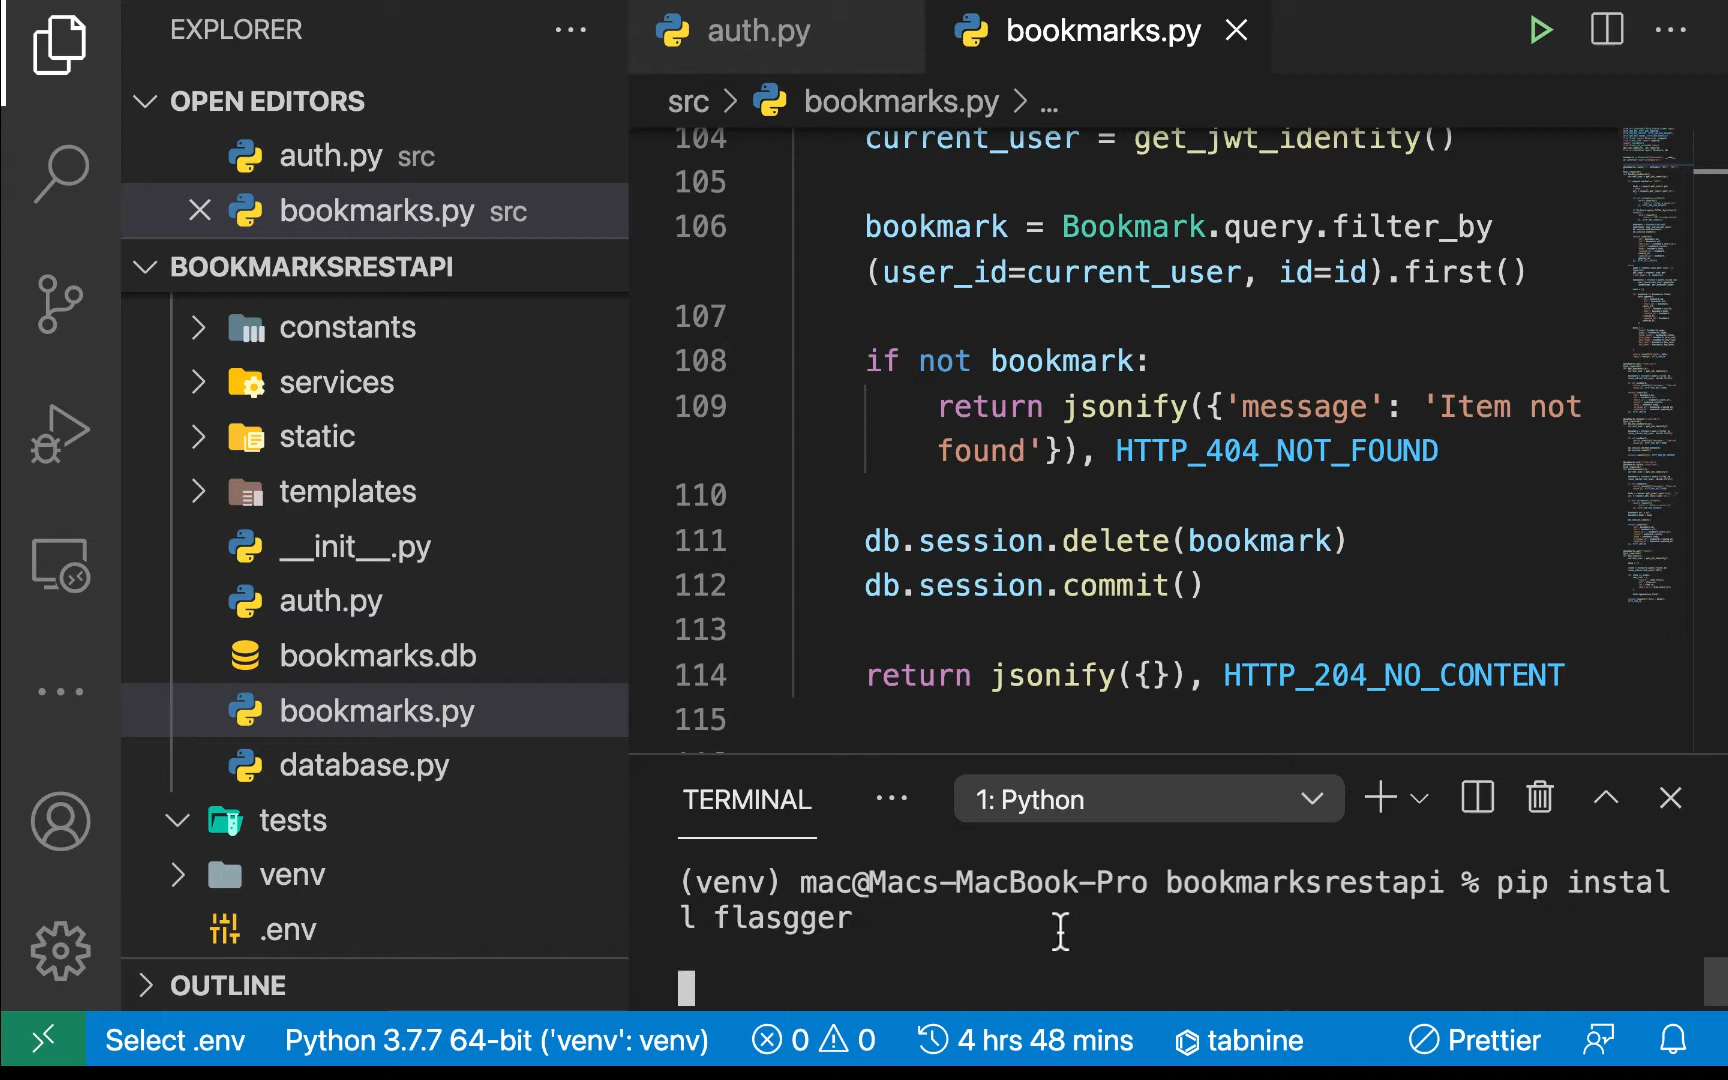 EXPLORER
OPEN EDITORS
auth.py src
bookmarks.py src
BOOKMARKSRESTAPI
constants
services
static
templates
__init__.py
auth.py
bookmarks.db
bookmarks.py
database.py
tests
venv
.env
OUTLINE
auth.py bookmarks.py
src bookmarks.py ...
104 current_user = get_jwt_identity()
105
106 bookmark = Bookmark.query.filter_by
(user_id=current_user, id=id).first()
107
108 if not bookmark:
109 return jsonify({'message': 'Item not
found'}), HTTP_404_NOT_FOUND
110
111 db.session.delete(bookmark)
112 db.session.commit()
113
114 return jsonify({}), HTTP_204_NO_CONTENT
115
TERMINAL 1: Python
(venv) mac@Macs-MacBook-Pro bookmarksrestapi % pip instal
l flasgger
Select .env Python 3.7.7 64-bit ('venv': venv) 0 0 4 hrs 48 mins tabnine Prettier